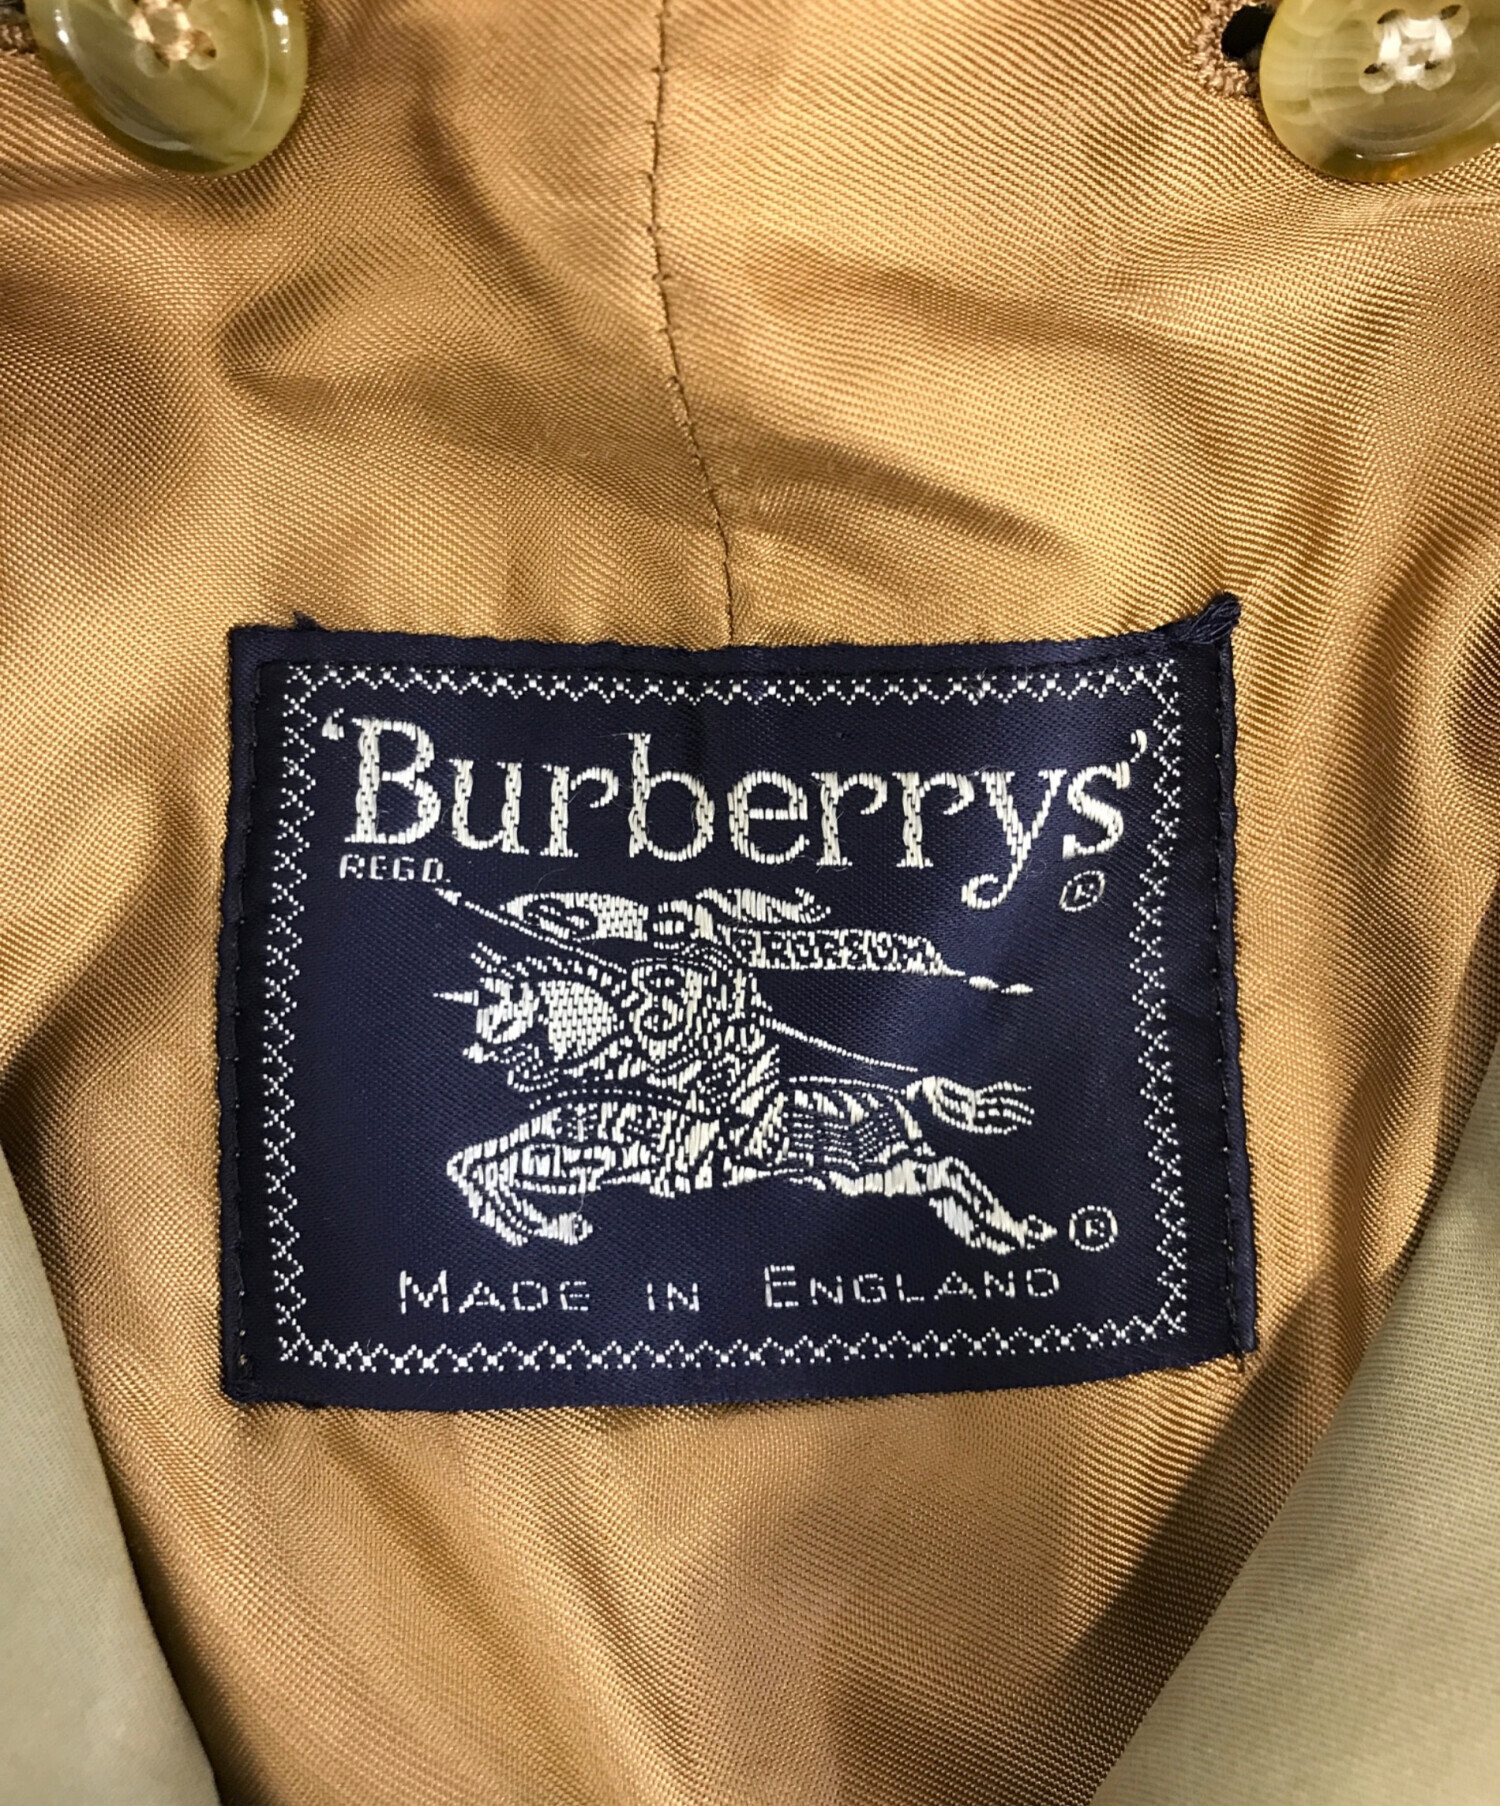 'Burberrys'
REGD. ®
PRORSUM
®
MADE IN ENGLAND